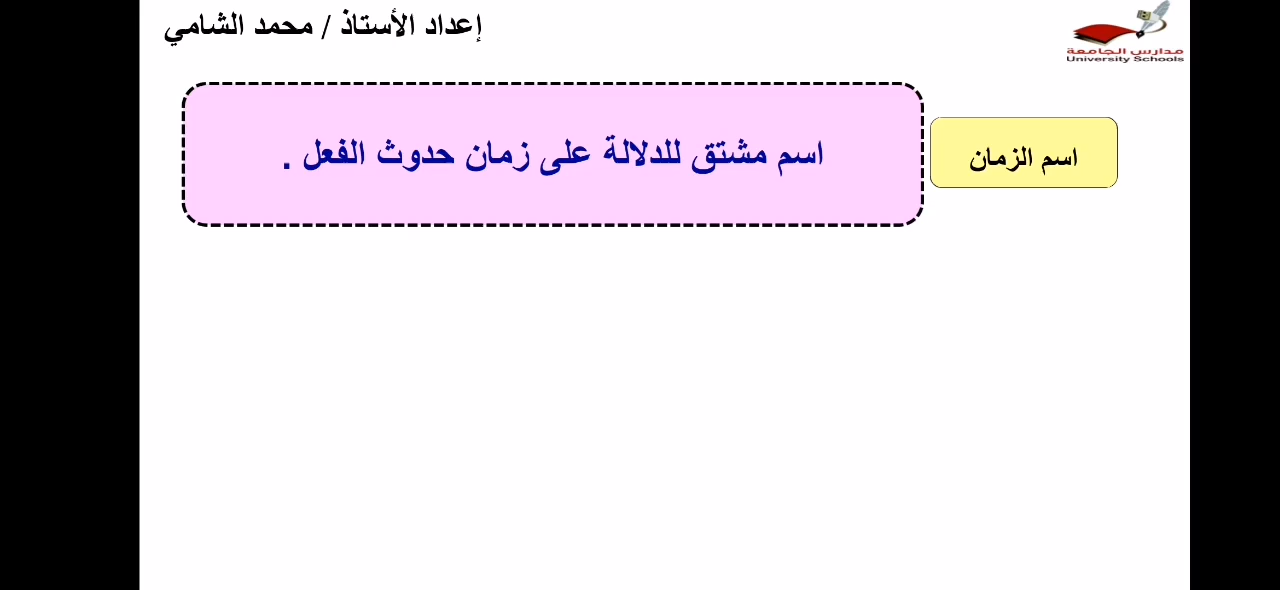 إعداد الأستاذ / محمد الشامي
مدارس الجامعة
University Schools
اسم الزمان
اسم مشتق للدلالة على زمان حدوث الفعل .